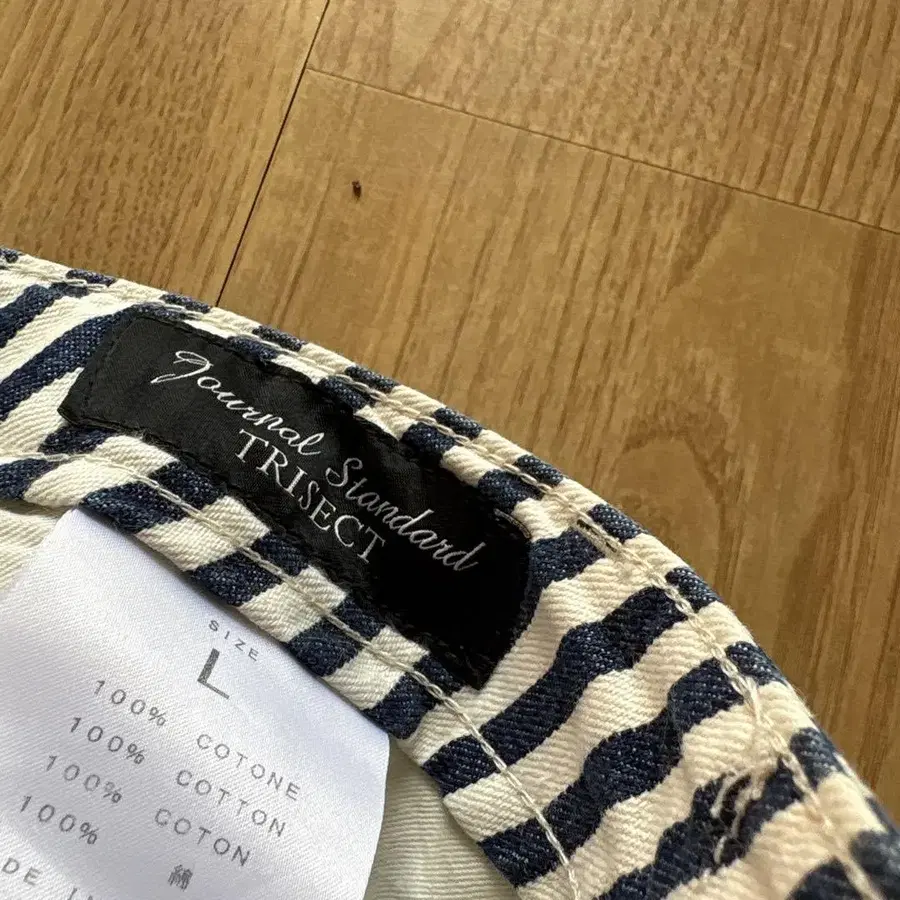 Journal Standard
TRISECT
SIZE
L
100% COTONE
100% COTTON
100% COTON
100% 綿